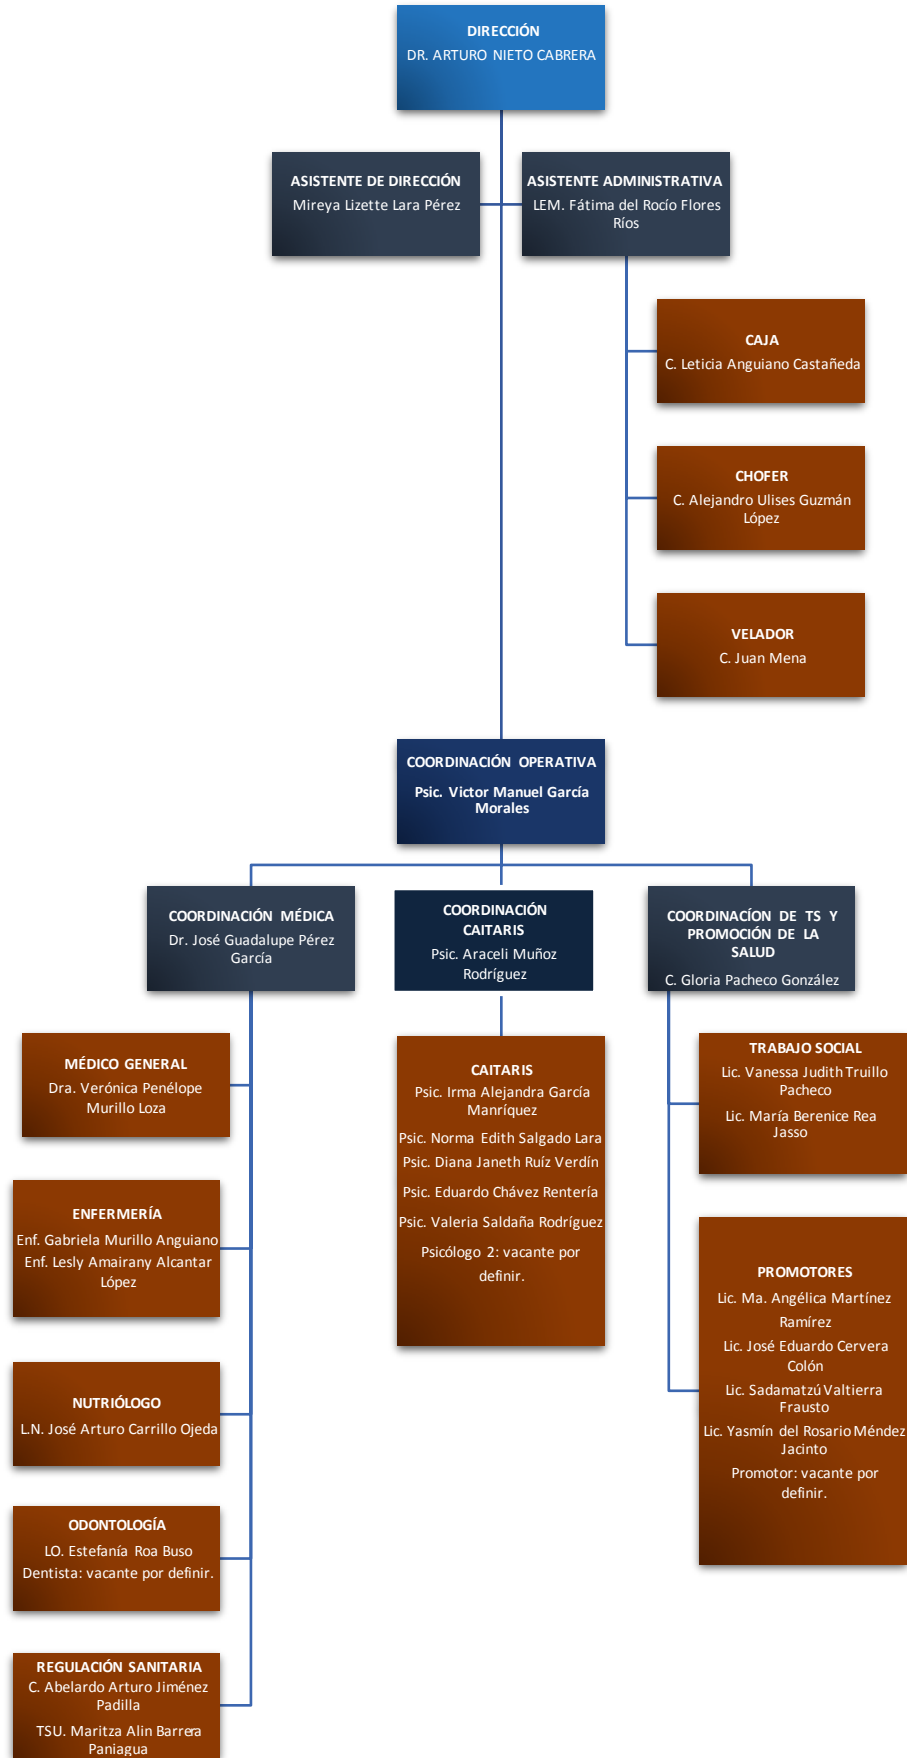 DIRECCIÓN
DR. ARTURO NIETO CABRERA
ASISTENTE DE DIRECCIÓN
Mireya Lizette Lara Pérez
ASISTENTE ADMINISTRATIVA
LEM. Fátima del Rocío Flores
Ríos
CAJA
C. Leticia Anguiano Castañeda
CHOFER
C. Alejandro Ulises Guzmán
López
VELADOR
C. Juan Mena
COORDINACIÓN OPERATIVA
Psic. Victor Manuel García
Morales
COORDINACIÓN MÉDICA
Dr. José Guadalupe Pérez
García
COORDINACIÓN
CAITARIS
Psic. Araceli Muñoz
Rodríguez
COORDINACÍON DE TS Y
PROMOCIÓN DE LA
SALUD
C. Gloria Pacheco González
MÉDICO GENERAL
Dra. Verónica Penélope
Murillo Loza
ENFERMERÍA
Enf. Gabriela Murillo Anguiano
Enf. Lesly Amairany Alcantar
López
NUTRIÓLOGO
L.N. José Arturo Carrillo Ojeda
ODONTOLOGÍA
LO. Estefanía Roa Buso
Dentista: vacante por definir.
REGULACIÓN SANITARIA
C. Abelardo Arturo Jiménez
Padilla
TSU. Maritza Alin Barrera
Paniagua
CAITARIS
Psic. Irma Alejandra García
Manríquez
Psic. Norma Edith Salgado Lara
Psic. Diana Janeth Ruíz Verdín
Psic. Eduardo Chávez Rentería
Psic. Valeria Saldaña Rodríguez
Psicólogo 2: vacante por
definir.
TRABAJO SOCIAL
Lic. Vanessa Judith Truillo
Pacheco
Lic. María Berenice Rea
Jasso
PROMOTORES
Lic. Ma. Angélica Martínez
Ramírez
Lic. José Eduardo Cervera
Colón
Lic. Sadamatzú Valtierra
Frausto
Lic. Yasmín del Rosario Méndez
Jacinto
Promotor: vacante por
definir.